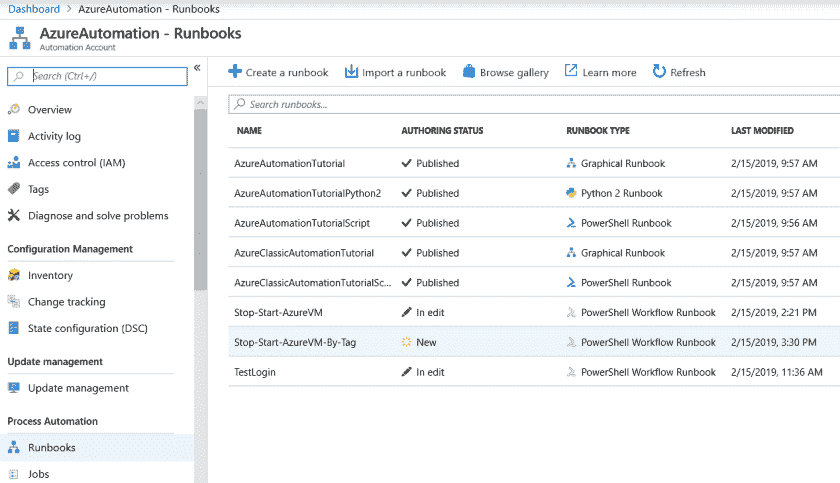 Dashboard > AzureAutomation - Runbooks
AzureAutomation - Runbooks
Automation Account
«
Search (Ctrl+/)
Overview
Activity log
Access control (IAM)
Tags
Diagnose and solve problems
Configuration Management
Inventory
Change tracking
State configuration (DSC)
Update management
Update management
Process Automation
Runbooks
Jobs
Create a runbook Import a runbook Browse gallery Learn more Refresh
Search runbooks...
NAME AUTHORING STATUS RUNBOOK TYPE LAST MODIFIED
AzureAutomationTutorial Published Graphical Runbook 2/15/2019, 9:57 AM
AzureAutomationTutorialPython2 Published Python 2 Runbook 2/15/2019, 9:57 AM
AzureAutomationTutorialScript Published PowerShell Runbook 2/15/2019, 9:56 AM
AzureClassicAutomationTutorial Published Graphical Runbook 2/15/2019, 9:57 AM
AzureClassicAutomationTutorialSc... Published PowerShell Runbook 2/15/2019, 9:57 AM
Stop-Start-AzureVM In edit PowerShell Workflow Runbook 2/15/2019, 2:21 PM
Stop-Start-AzureVM-By-Tag New PowerShell Workflow Runbook 2/15/2019, 3:30 PM
TestLogin In edit PowerShell Workflow Runbook 2/15/2019, 11:36 AM